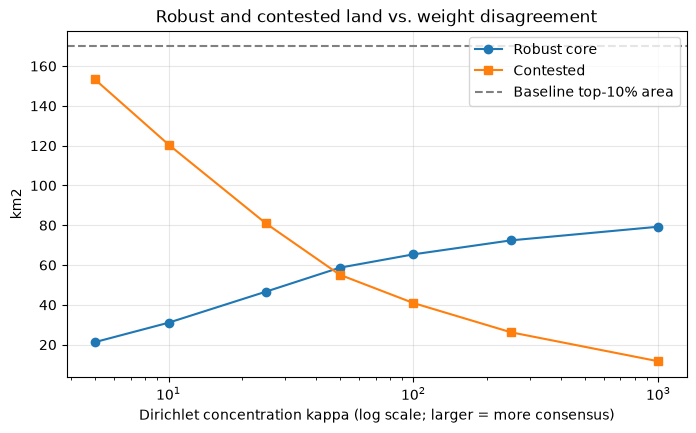 Robust and contested land vs. weight disagreement
Robust core
Contested
Baseline top-10% area
km2
160
140
120
100
80
60
40
20
10¹
10²
10³
Dirichlet concentration kappa (log scale; larger = more consensus)